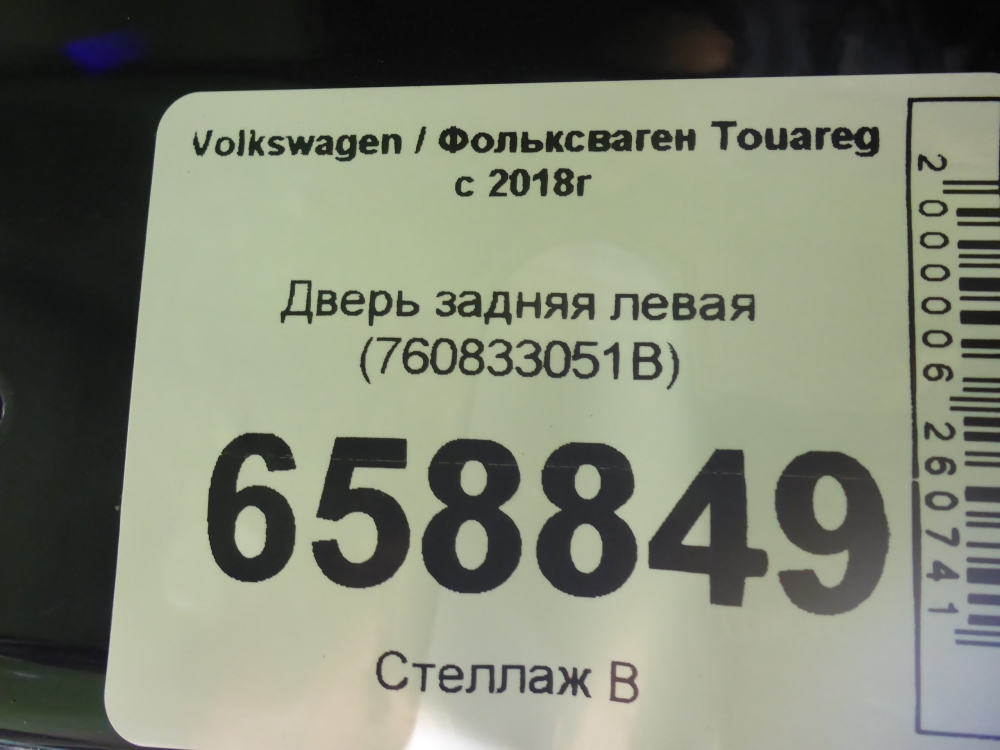 Volkswagen / Фольксваген Touareg
с 2018г
Дверь задняя левая
(760833051B)
658849
Стеллаж В
2000006260741